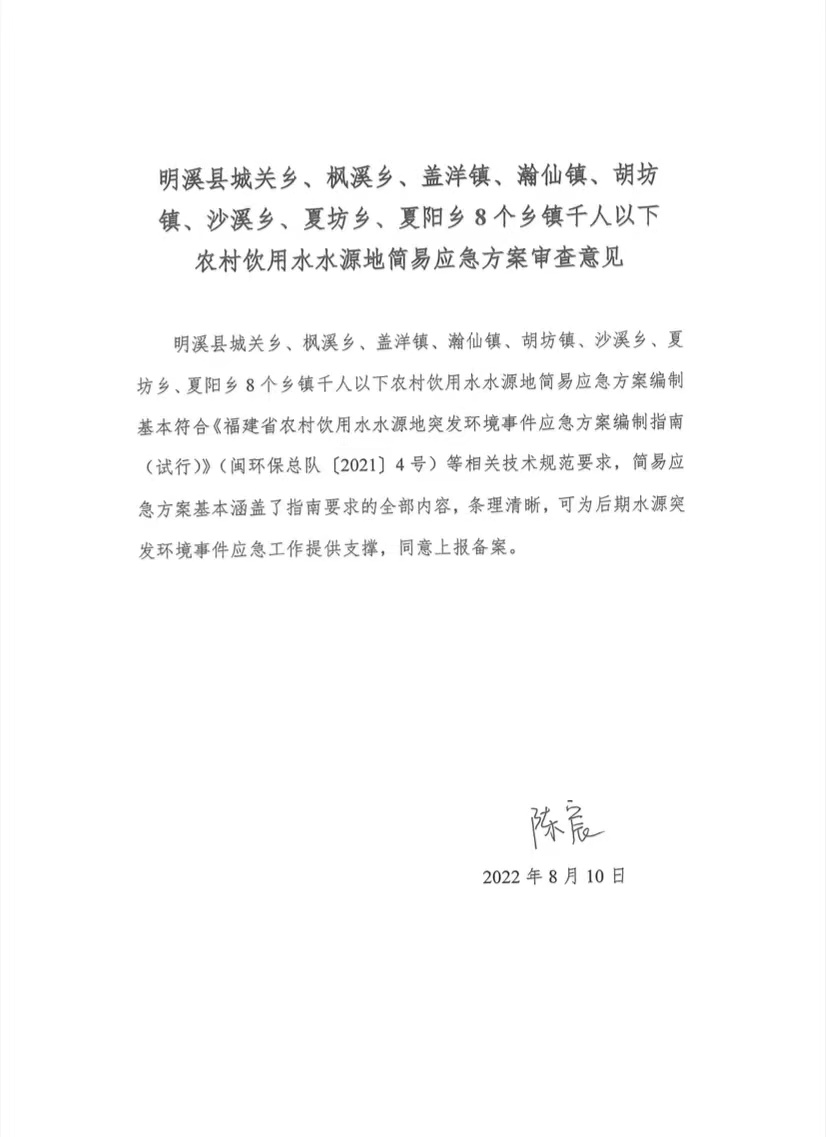 明溪县城关乡、枫溪乡、盖洋镇、瀚仙镇、胡坊
镇、沙溪乡、夏坊乡、夏阳乡 8 个乡镇千人以下
农村饮用水水源地简易应急方案审查意见
明溪县城关乡、枫溪乡、盖洋镇、瀚仙镇、胡坊镇、沙溪乡、夏
坊乡、夏阳乡 8 个乡镇千人以下农村饮用水水源地简易应急方案编制
基本符合《福建省农村饮用水水源地突发环境事件应急方案编制指南
（试行）》（闽环保总队〔2021〕4 号）等相关技术规范要求，简易应
急方案基本涵盖了指南要求的全部内容，条理清晰，可为后期水源突
发环境事件应急工作提供支撑，同意上报备案。
陈宸
2022 年 8 月 10 日